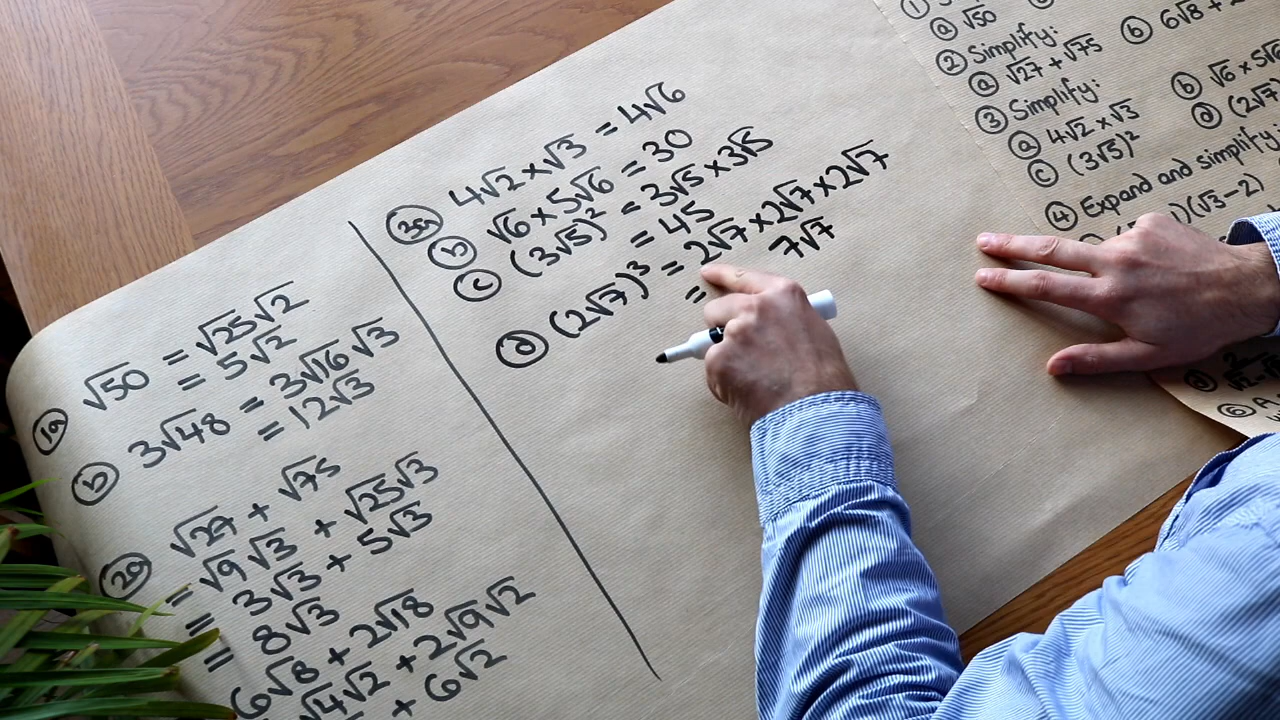 1a √50 = √25√2
= 5√2
b 3√48 = 3√16√3
= 12√3
2a √27 + √75
= √9√3 + √25√3
= 3√3 + 5√3
= 8√3
6√8 + 2√18
√4√2 + 2√9√2
+ 6√2
3a 4√2 × √3 = 4√6
b √6 × 5√6 = 30
c (3√5)² = 3√5 × 3√5
= 45
d (2√7)³ = 2√7 × 2√7 × 2√7
= 7√7
1
a √50
b 6√8 +
2 Simplify:
a √27 + √75
3 Simplify:
a 4√2 × √3
b √6 × 5√6
c (3√5)²
d (2√7)
4 Expand and simplify:
)(√3 - 2)
d 2
6 A